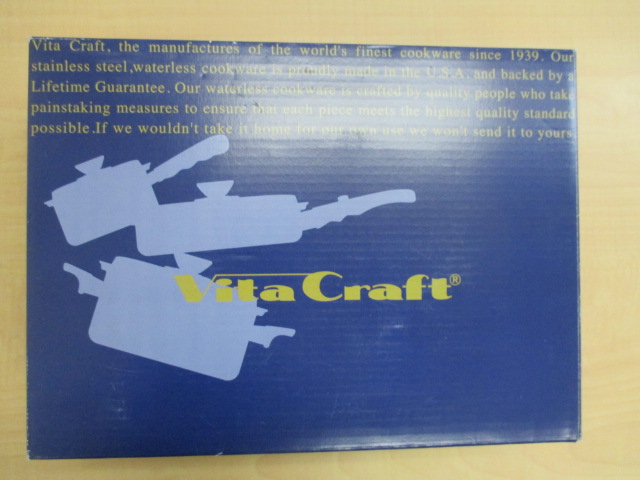 Vita Craft, the manufactures of the world's finest cookware since 1939. Our
stainless steel,waterless cookware is proudly made in the U.S.A. and backed by a
Lifetime Guarantee. Our waterless cookware is crafted by quality people who take
painstaking measures to ensure that each piece meets the highest quality standard
possible.If we wouldn't take it home for our own use we won't send it to yours.
Vita Craft®